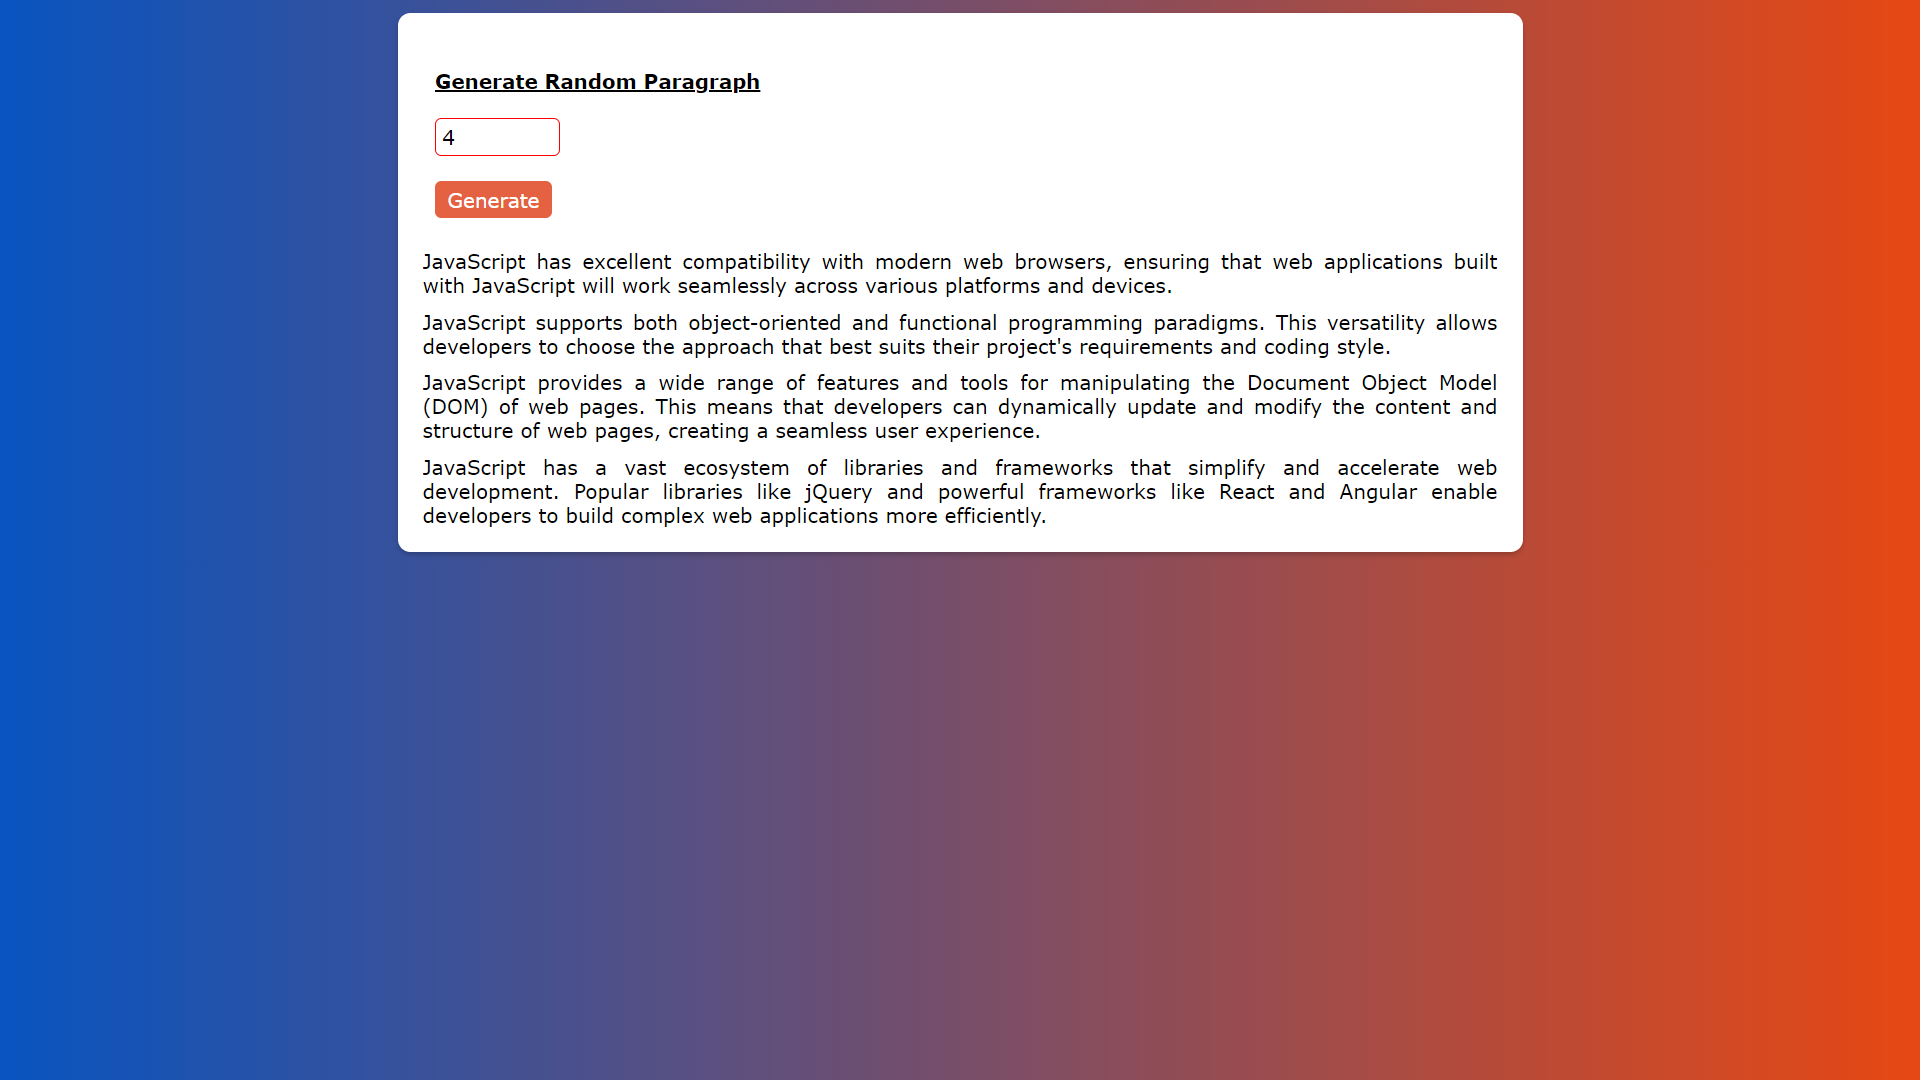 Generate Random Paragraph
4
Generate
JavaScript has excellent compatibility with modern web browsers, ensuring that web applications built
with JavaScript will work seamlessly across various platforms and devices.
JavaScript supports both object-oriented and functional programming paradigms. This versatility allows
developers to choose the approach that best suits their project's requirements and coding style.
JavaScript provides a wide range of features and tools for manipulating the Document Object Model
(DOM) of web pages. This means that developers can dynamically update and modify the content and
structure of web pages, creating a seamless user experience.
JavaScript has a vast ecosystem of libraries and frameworks that simplify and accelerate web
development. Popular libraries like jQuery and powerful frameworks like React and Angular enable
developers to build complex web applications more efficiently.